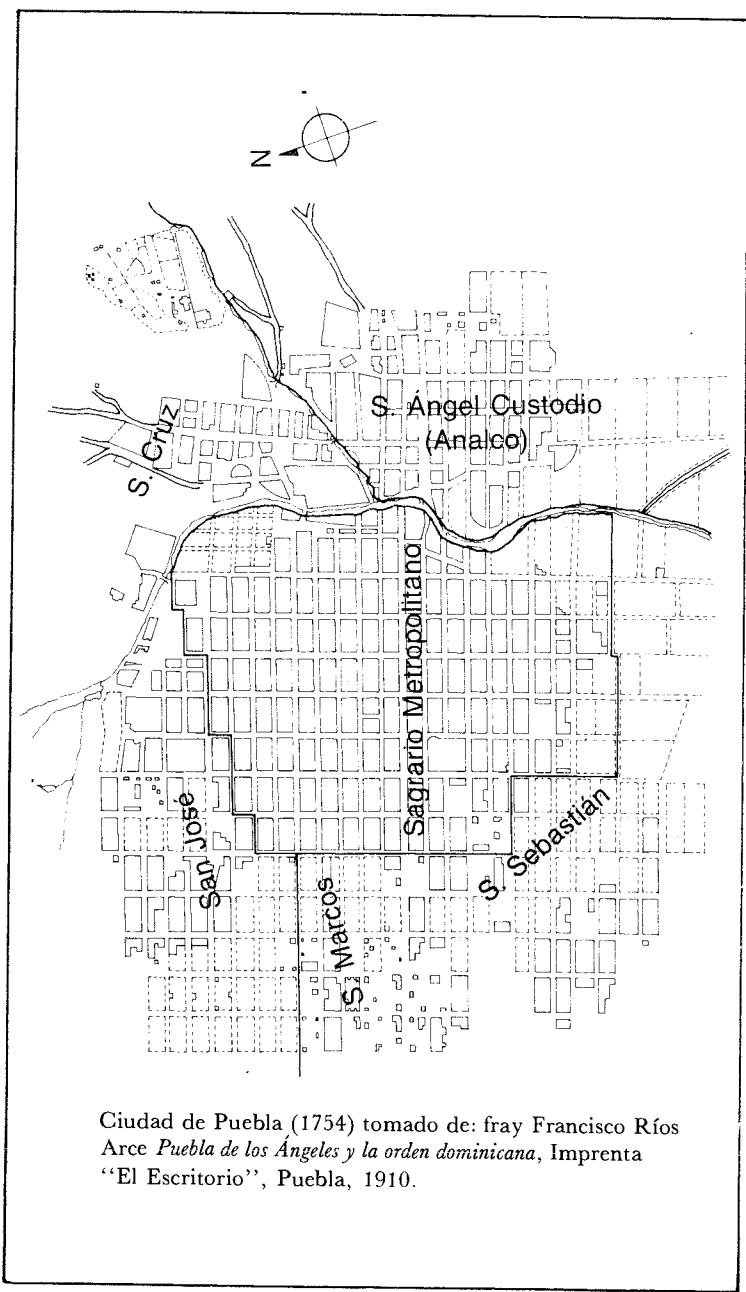 N
S. Cruz
S. Ángel Custodio
(Analco)
Sagrario Metropolitano
San José
S. Marcos
S. Sebastián
Ciudad de Puebla (1754) tomado de: fray Francisco Ríos
Arce Puebla de los Ángeles y la orden dominicana, Imprenta
“El Escritorio”, Puebla, 1910.